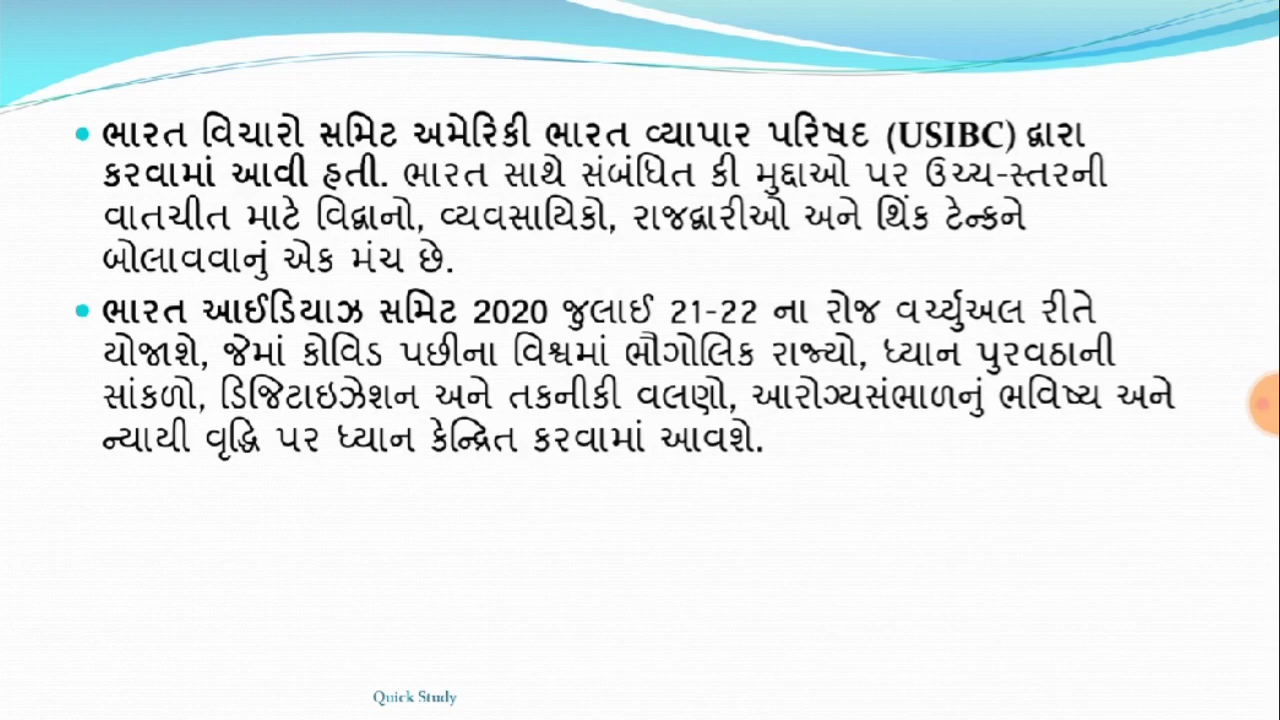 ભારત વિચારો સમિટ અમેરિકી ભારત વ્યાપાર પરિષદ (USIBC) દ્વારા
કરવામાં આવી હતી. ભારત સાથે સંબંધિત કી મુદ્દાઓ પર ઉચ્ચ-સ્તરની
વાતચીત માટે વિદ્વાનો, વ્યવસાયિકો, રાજદ્વારીઓ અને થિંક ટેન્કને
બોલાવવાનું એક મંચ છે.
ભારત આઈડિયાઝ સમિટ 2020 જુલાઈ 21-22 ના રોજ વર્ચ્યુઅલ રીતે
યોજાશે, જેમાં કોવિડ પછીના વિશ્વમાં ભૌગોલિક રાજ્યો, ધ્યાન પુરવઠાની
સાંકળો, ડિજિટાઇઝેશન અને તકનીકી વલણો, આરોગ્યસંભાળનું ભવિષ્ય અને
ન્યાયી વૃદ્ધિ પર ધ્યાન કેન્દ્રિત કરવામાં આવશે.
Quick Study